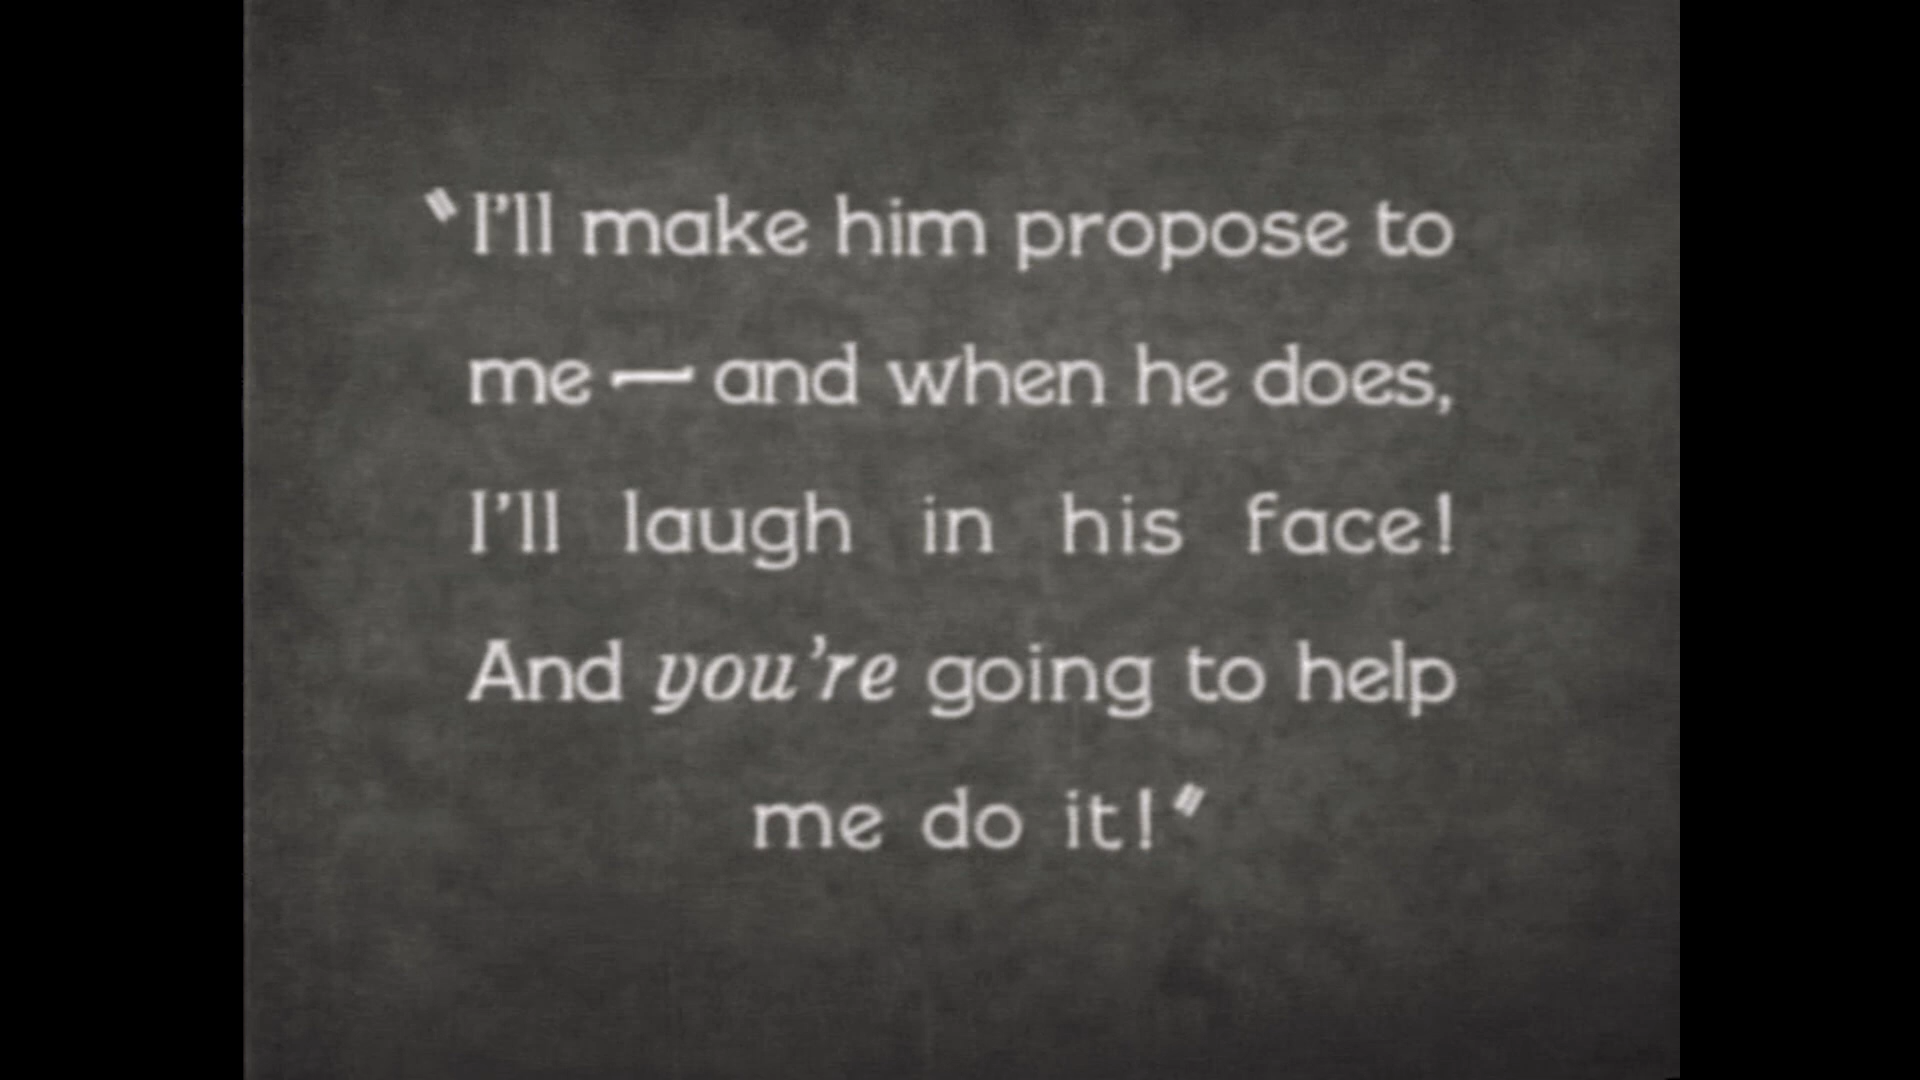 "I'll make him propose to
me — and when he does,
I'll laugh in his face!
And you're going to help
me do it!"